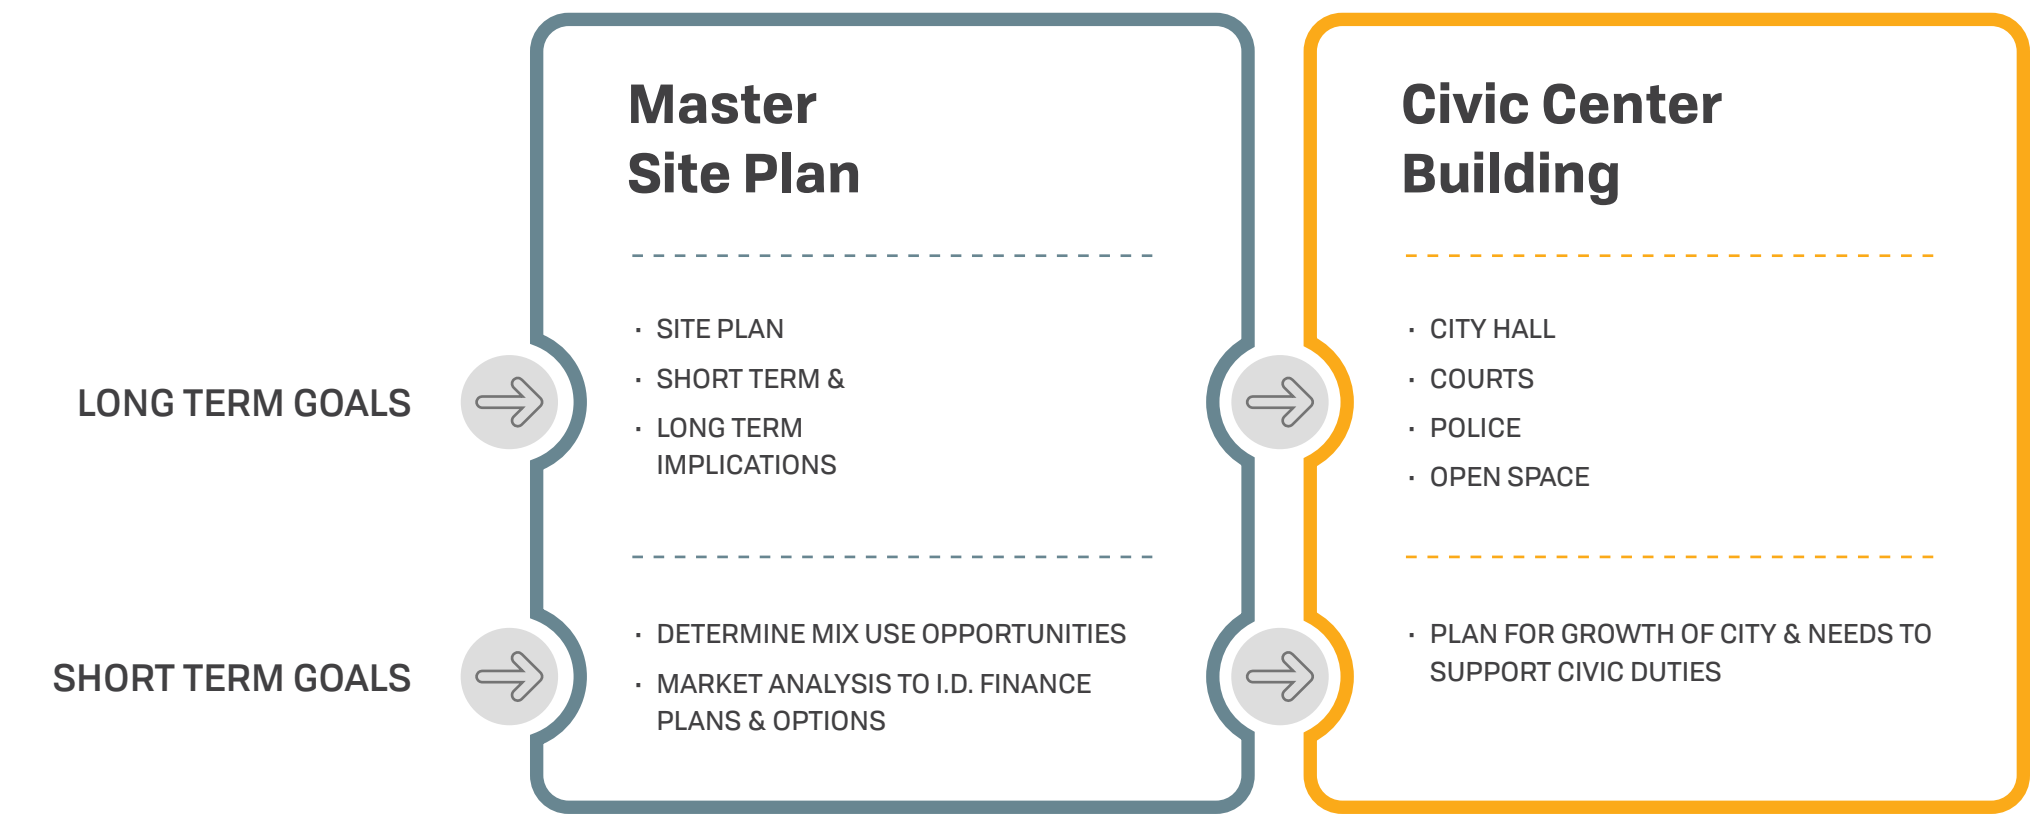 Master
Site Plan
Civic Center
Building
LONG TERM GOALS
· SITE PLAN
· SHORT TERM &
· LONG TERM
IMPLICATIONS
· CITY HALL
· COURTS
· POLICE
· OPEN SPACE
SHORT TERM GOALS
· DETERMINE MIX USE OPPORTUNITIES
· MARKET ANALYSIS TO I.D. FINANCE
PLANS & OPTIONS
· PLAN FOR GROWTH OF CITY & NEEDS TO
SUPPORT CIVIC DUTIES